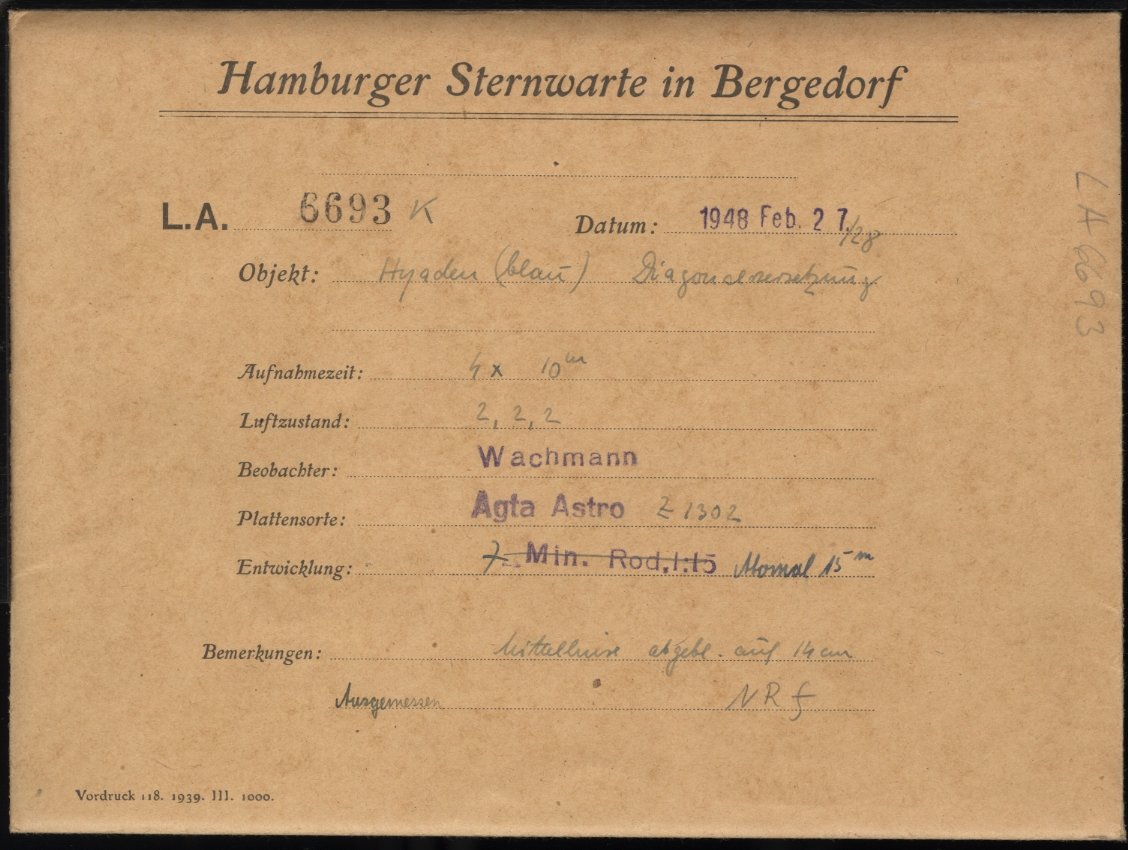 Hamburger Sternwarte in Bergedorf
L.A. 6693 K Datum: 1948 Feb. 27./28
Objekt: Hyaden (blau) Diagonalversetzung
Aufnahmezeit: 4 x 10m
Luftzustand: 2, 2, 2
Beobachter: Wachmann
Plattensorte: Agfa Astro Z 1302
Entwicklung: 7 Min. Rod. 1:15 Atomal 15m
Bemerkungen: Mittellinse abgebl. auf 14 cm
Ausgemessen NRf
Vordruck 118. 1939. III. 1000.
LA 6693